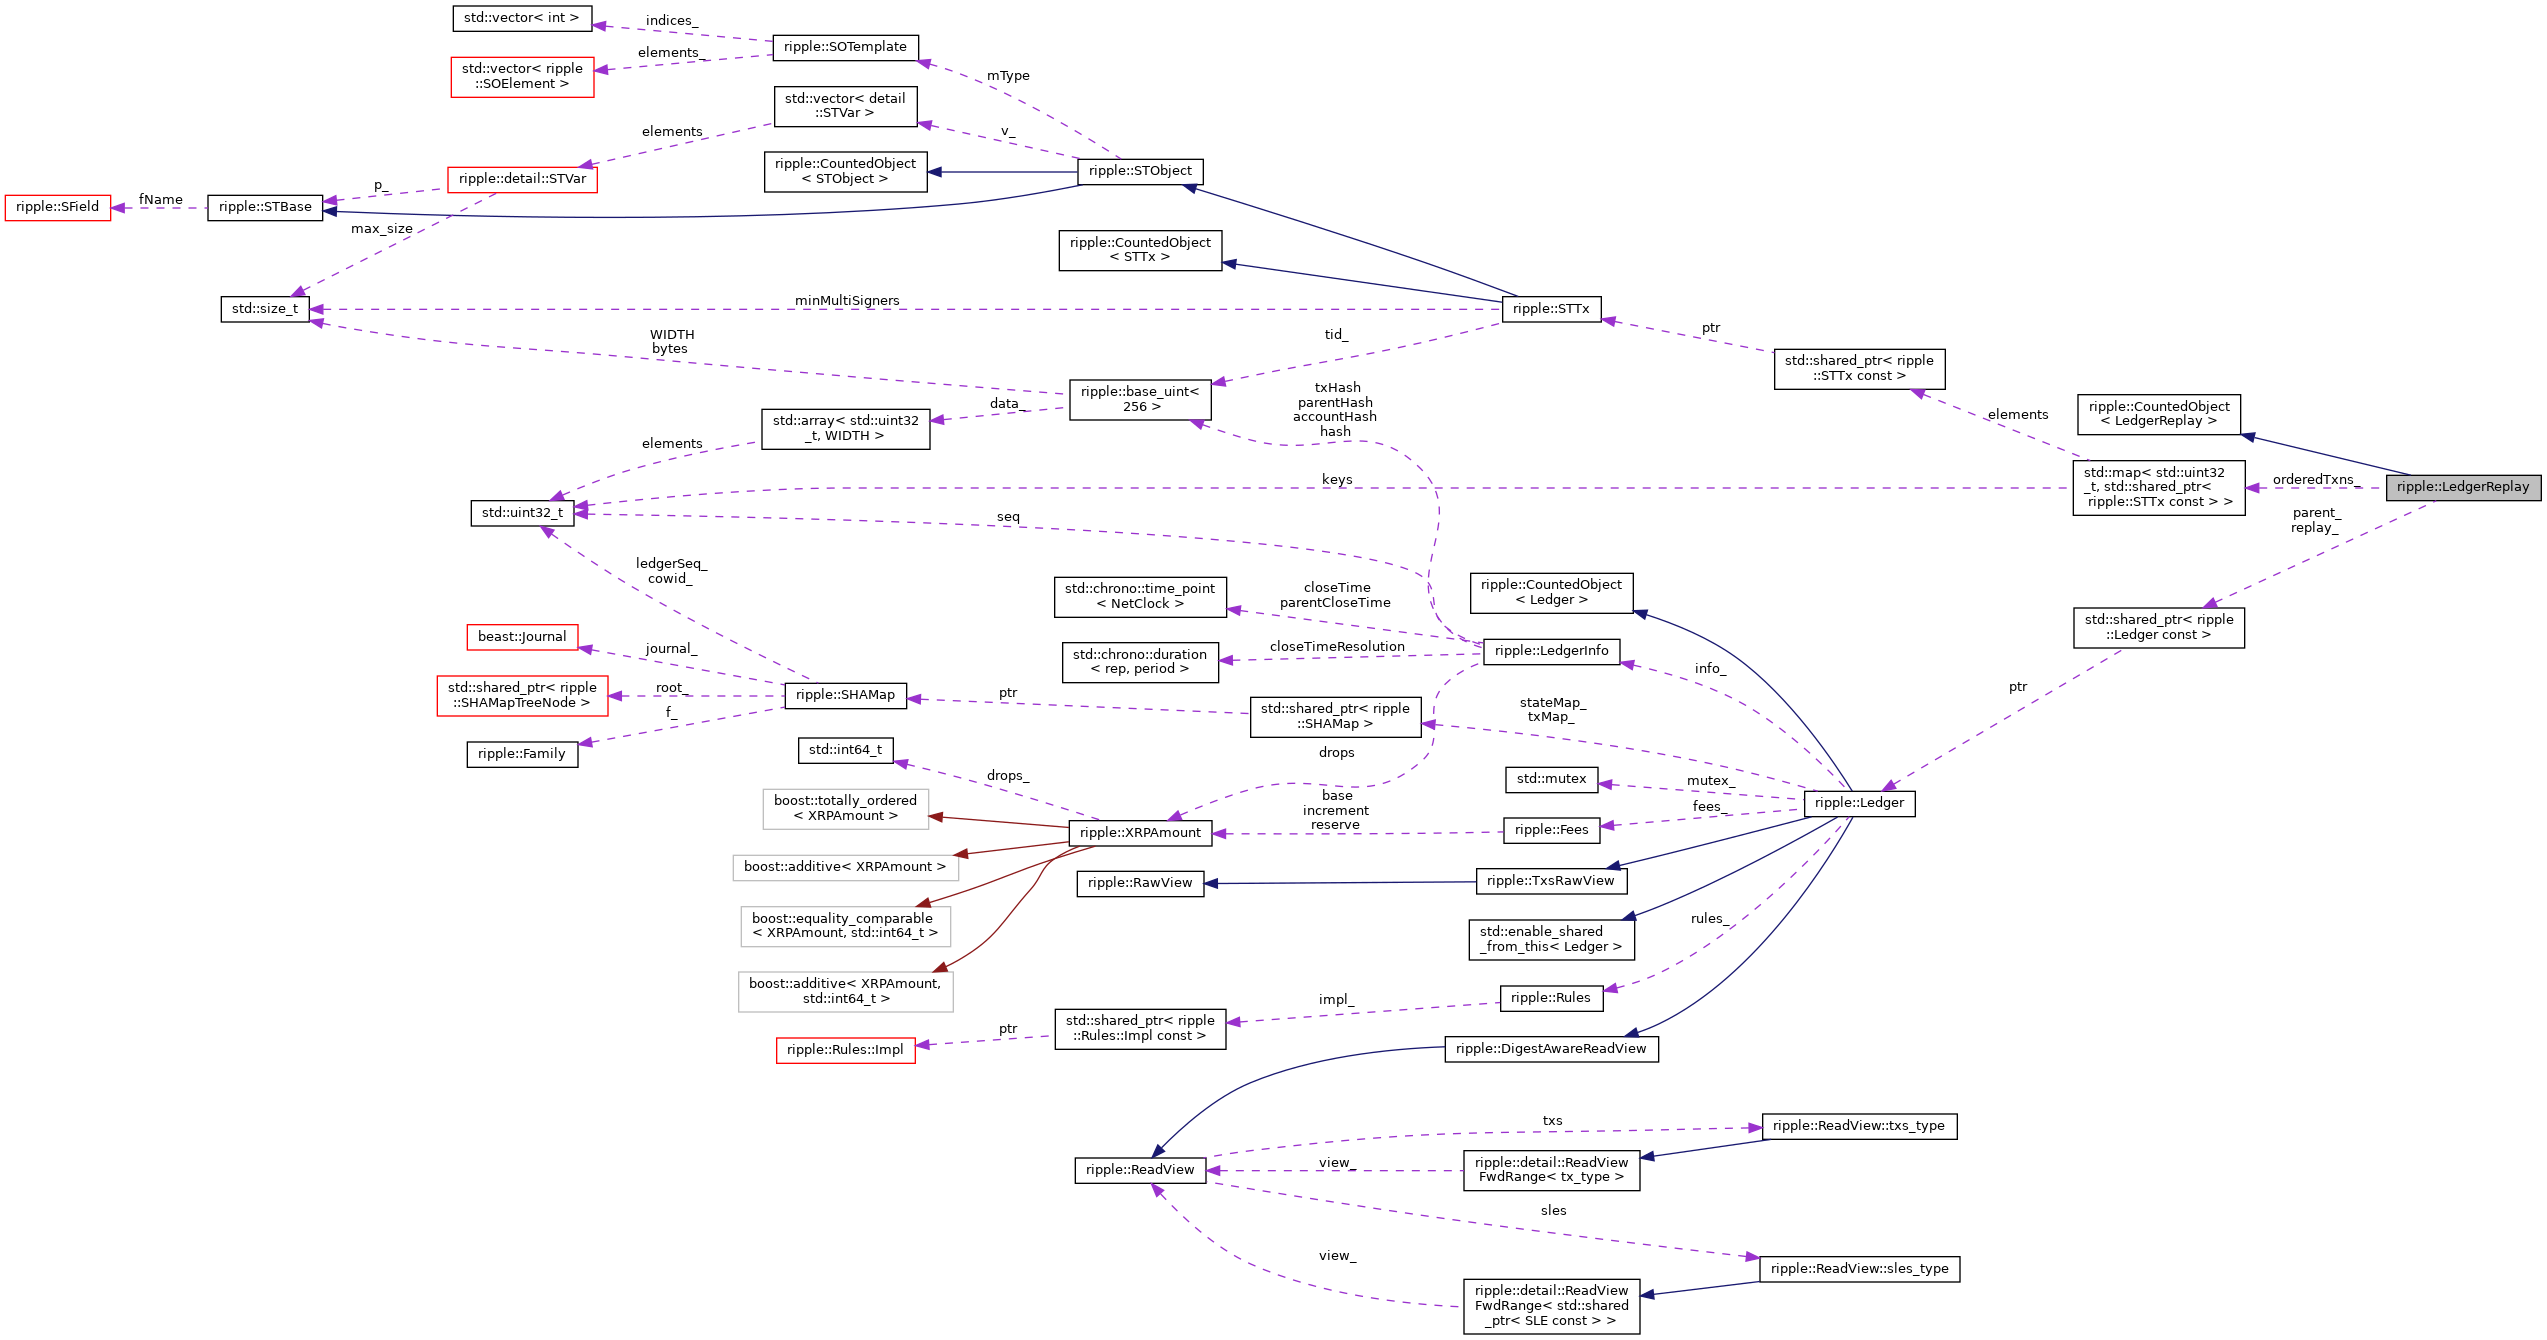 std::vector< int >
indices_
ripple::SOTemplate
elements_
std::vector< ripple
::SOElement >
mType
std::vector< detail
::STVar >
v_
elements
ripple::CountedObject
< STObject >
ripple::STObject
ripple::detail::STVar
p_
fName
ripple::SField
ripple::STBase
max_size
ripple::CountedObject
< STTx >
std::size_t
minMultiSigners
ripple::STTx
ptr
WIDTH
bytes
tid_
std::shared_ptr< ripple
::STTx const >
ripple::base_uint<
256 >
txHash
parentHash
accountHash
hash
data_
std::array< std::uint32
_t, WIDTH >
elements
elements
ripple::CountedObject
< LedgerReplay >
std::map< std::uint32
_t, std::shared_ptr<
ripple::STTx const > >
orderedTxns_
ripple::LedgerReplay
keys
std::uint32_t
seq
parent_
replay_
ledgerSeq_
cowid_
std::chrono::time_point
< NetClock >
closeTime
parentCloseTime
ripple::CountedObject
< Ledger >
std::shared_ptr< ripple
::Ledger const >
beast::Journal
journal_
std::chrono::duration
< rep, period >
closeTimeResolution
ripple::LedgerInfo
info_
std::shared_ptr< ripple
::SHAMapTreeNode >
root_
ripple::SHAMap
ptr
ptr
f_
std::shared_ptr< ripple
::SHAMap >
stateMap_
txMap_
ripple::Family
std::int64_t
drops
drops_
std::mutex
mutex_
base
increment
reserve
fees_
ripple::Ledger
boost::totally_ordered
< XRPAmount >
ripple::XRPAmount
ripple::Fees
boost::additive< XRPAmount >
ripple::RawView
ripple::TxsRawView
boost::equality_comparable
< XRPAmount, std::int64_t >
std::enable_shared
_from_this< Ledger >
rules_
boost::additive< XRPAmount,
std::int64_t >
ripple::Rules
impl_
std::shared_ptr< ripple
::Rules::Impl const >
ptr
ripple::Rules::Impl
ripple::DigestAwareReadView
txs
ripple::ReadView::txs_type
ripple::ReadView
view_
ripple::detail::ReadView
FwdRange< tx_type >
sles
view_
ripple::ReadView::sles_type
ripple::detail::ReadView
FwdRange< std::shared
_ptr< SLE const > >